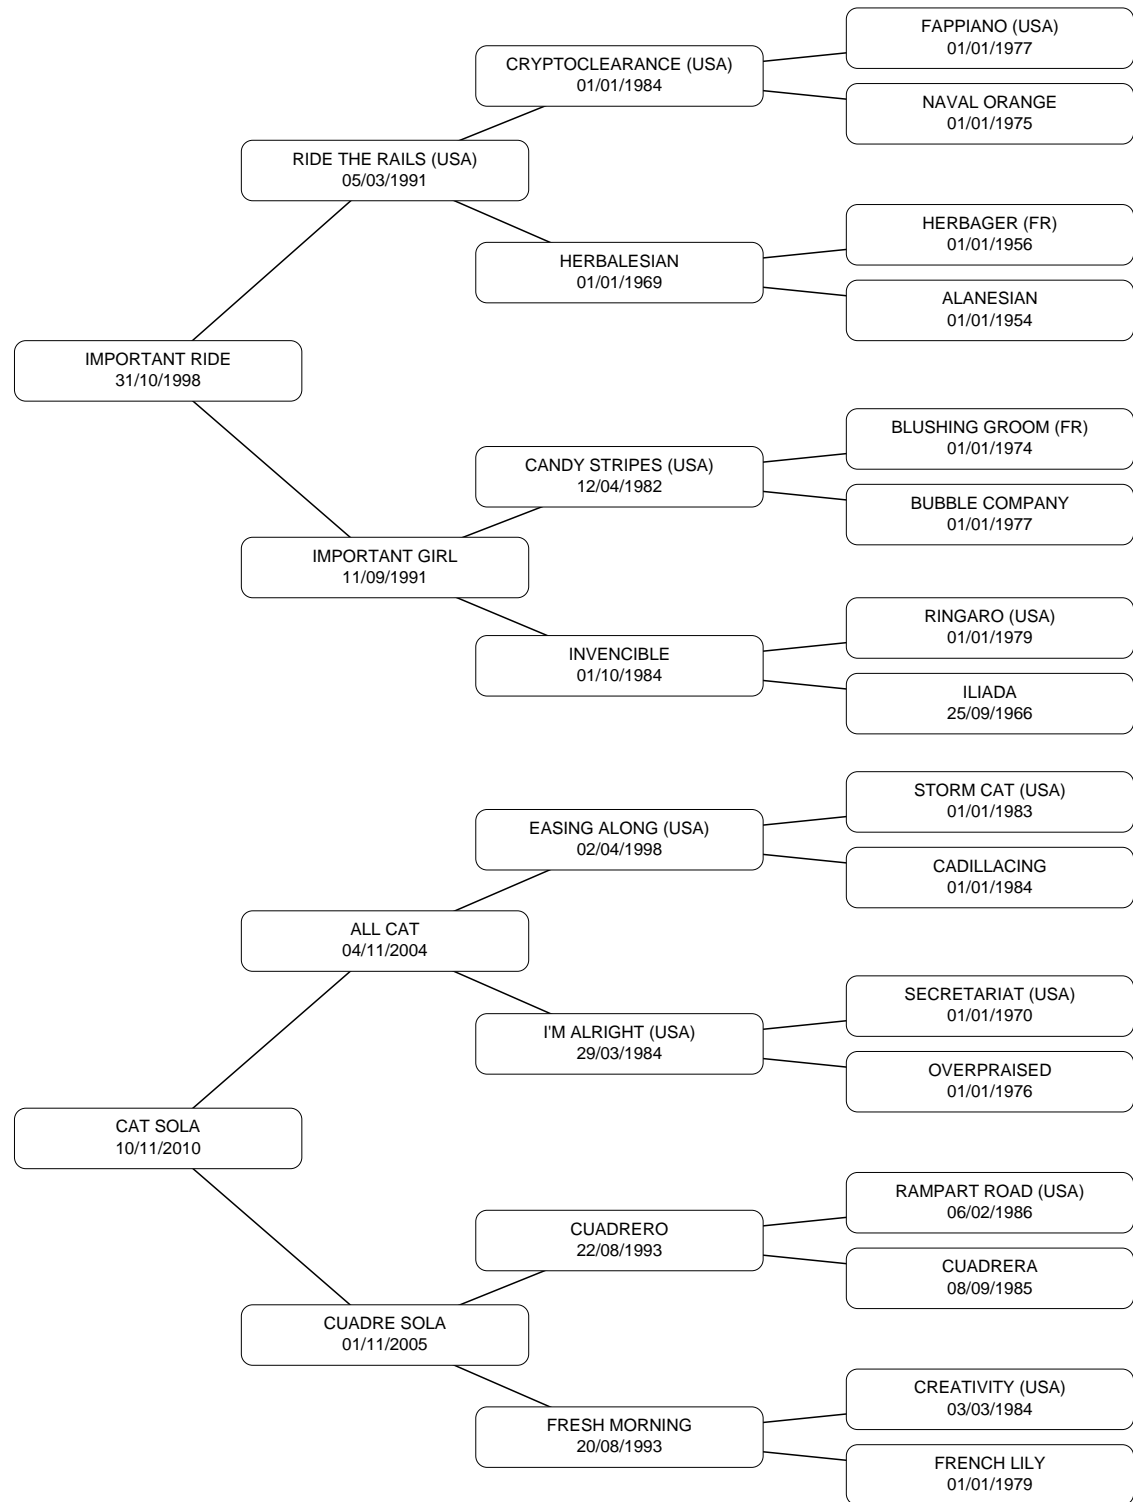 FAPPIANO (USA)
01/01/1977
CRYPTOCLEARANCE (USA)
01/01/1984
NAVAL ORANGE
01/01/1975
RIDE THE RAILS (USA)
05/03/1991
HERBAGER (FR)
01/01/1956
HERBALESIAN
01/01/1969
ALANESIAN
01/01/1954
IMPORTANT RIDE
31/10/1998
BLUSHING GROOM (FR)
01/01/1974
CANDY STRIPES (USA)
12/04/1982
BUBBLE COMPANY
01/01/1977
IMPORTANT GIRL
11/09/1991
RINGARO (USA)
01/01/1979
INVENCIBLE
01/10/1984
ILIADA
25/09/1966
STORM CAT (USA)
01/01/1983
EASING ALONG (USA)
02/04/1998
CADILLACING
01/01/1984
ALL CAT
04/11/2004
SECRETARIAT (USA)
01/01/1970
I'M ALRIGHT (USA)
29/03/1984
OVERPRAISED
01/01/1976
CAT SOLA
10/11/2010
RAMPART ROAD (USA)
06/02/1986
CUADRERO
22/08/1993
CUADRERA
08/09/1985
CUADRE SOLA
01/11/2005
CREATIVITY (USA)
03/03/1984
FRESH MORNING
20/08/1993
FRENCH LILY
01/01/1979